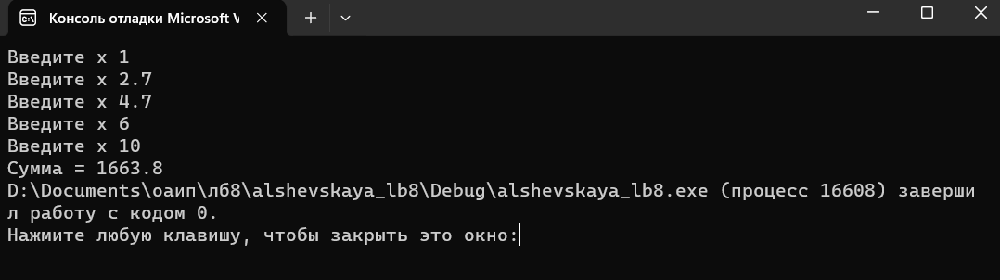 Консоль отладки Microsoft V
Введите x 1
Введите x 2.7
Введите x 4.7
Введите x 6
Введите x 10
Сумма = 1663.8
D:\Documents\оаип\лб8\alshevskaya_lb8\Debug\alshevskaya_lb8.exe (процесс 16608) заверши
л работу с кодом 0.
Нажмите любую клавишу, чтобы закрыть это окно: